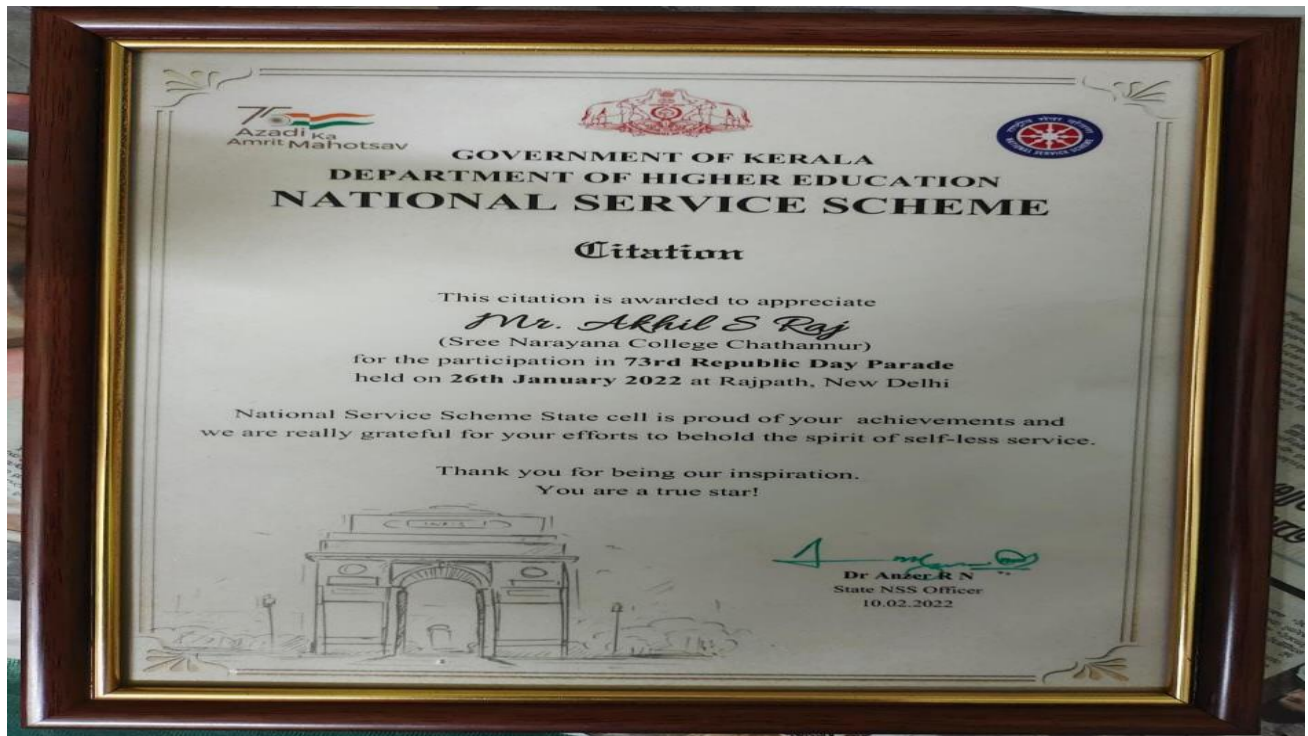 75
Azadi Ka
Amrit Mahotsav
राष्ट्रीय सेवा योजना
NATIONAL SERVICE SCHEME
GOVERNMENT OF KERALA
DEPARTMENT OF HIGHER EDUCATION
NATIONAL SERVICE SCHEME
Citation
This citation is awarded to appreciate
Mr. Akhil S Raj
(Sree Narayana College Chathannur)
for the participation in 73rd Republic Day Parade
held on 26th January 2022 at Rajpath, New Delhi
National Service Scheme State cell is proud of your achievements and
we are really grateful for your efforts to behold the spirit of self-less service.
Thank you for being our inspiration.
You are a true star!
Dr Anzer R N
State NSS Officer
10.02.2022